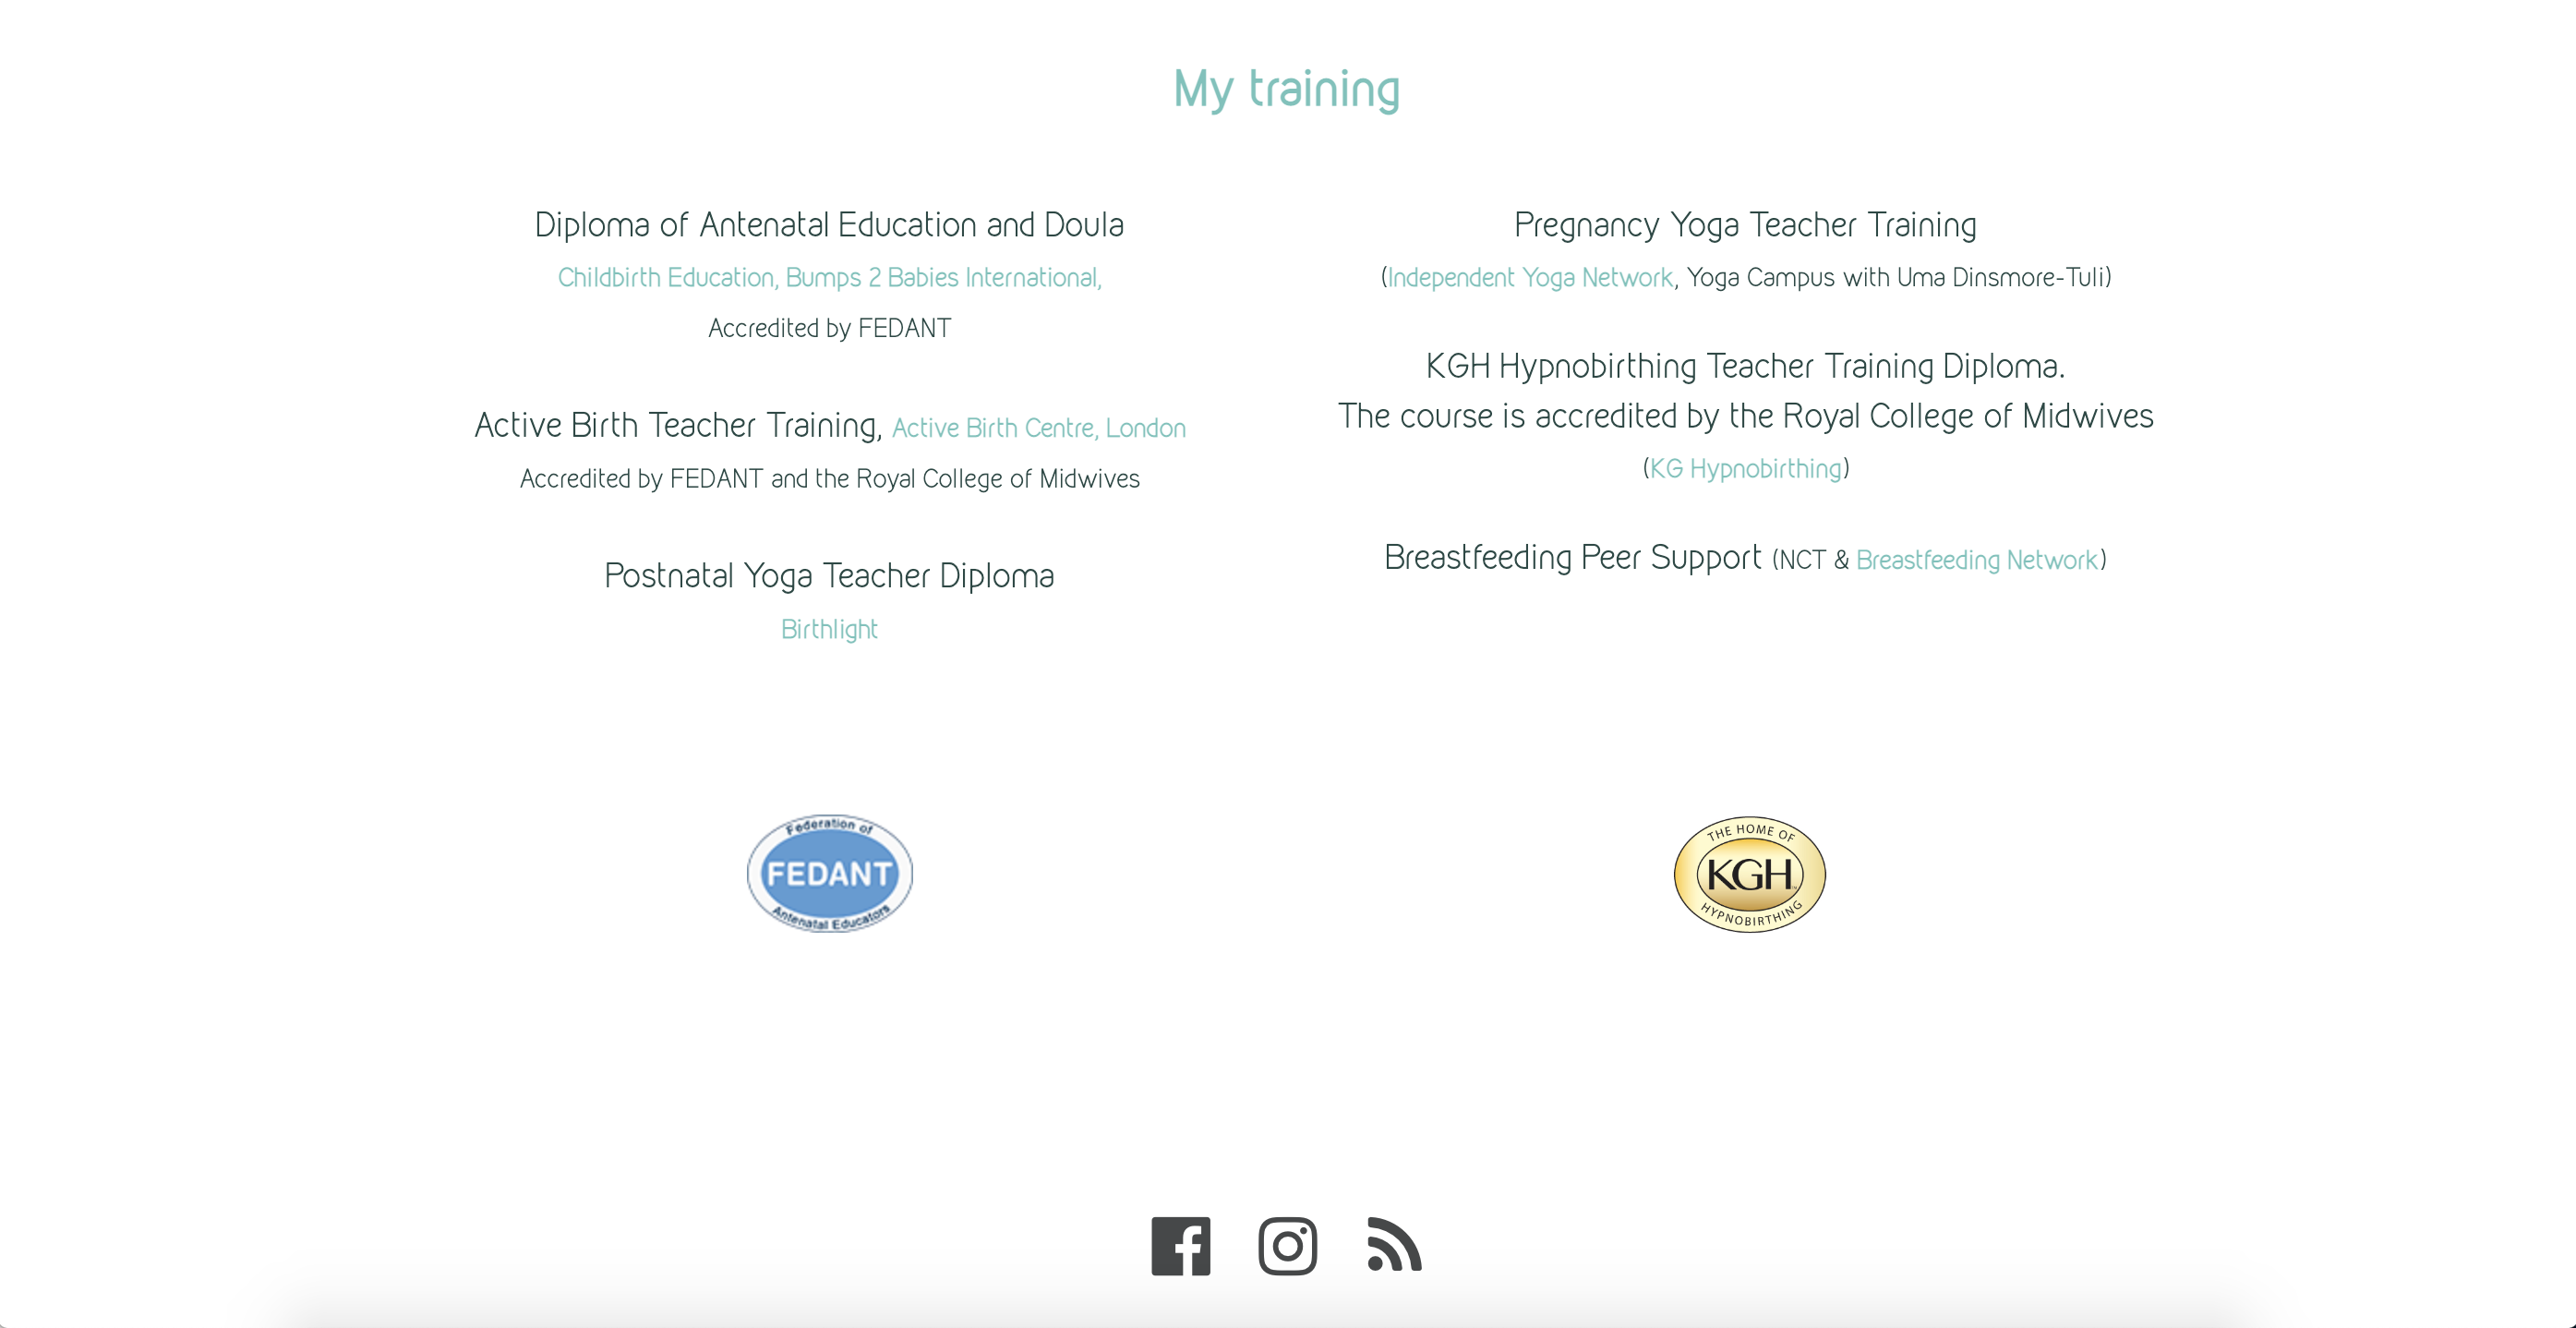 My training
Diploma of Antenatal Education and Doula
Childbirth Education, Bumps 2 Babies International,
Accredited by FEDANT
Active Birth Teacher Training, Active Birth Centre, London
Accredited by FEDANT and the Royal College of Midwives
Postnatal Yoga Teacher Diploma
Birthlight
Pregnancy Yoga Teacher Training
(Independent Yoga Network, Yoga Campus with Uma Dinsmore-Tuli)
KGH Hypnobirthing Teacher Training Diploma.
The course is accredited by the Royal College of Midwives
(KG Hypnobirthing)
Breastfeeding Peer Support (NCT & Breastfeeding Network)
Federation of
FEDANT
Antenatal Educators
THE HOME OF
KGH
HYPNOBIRTHING